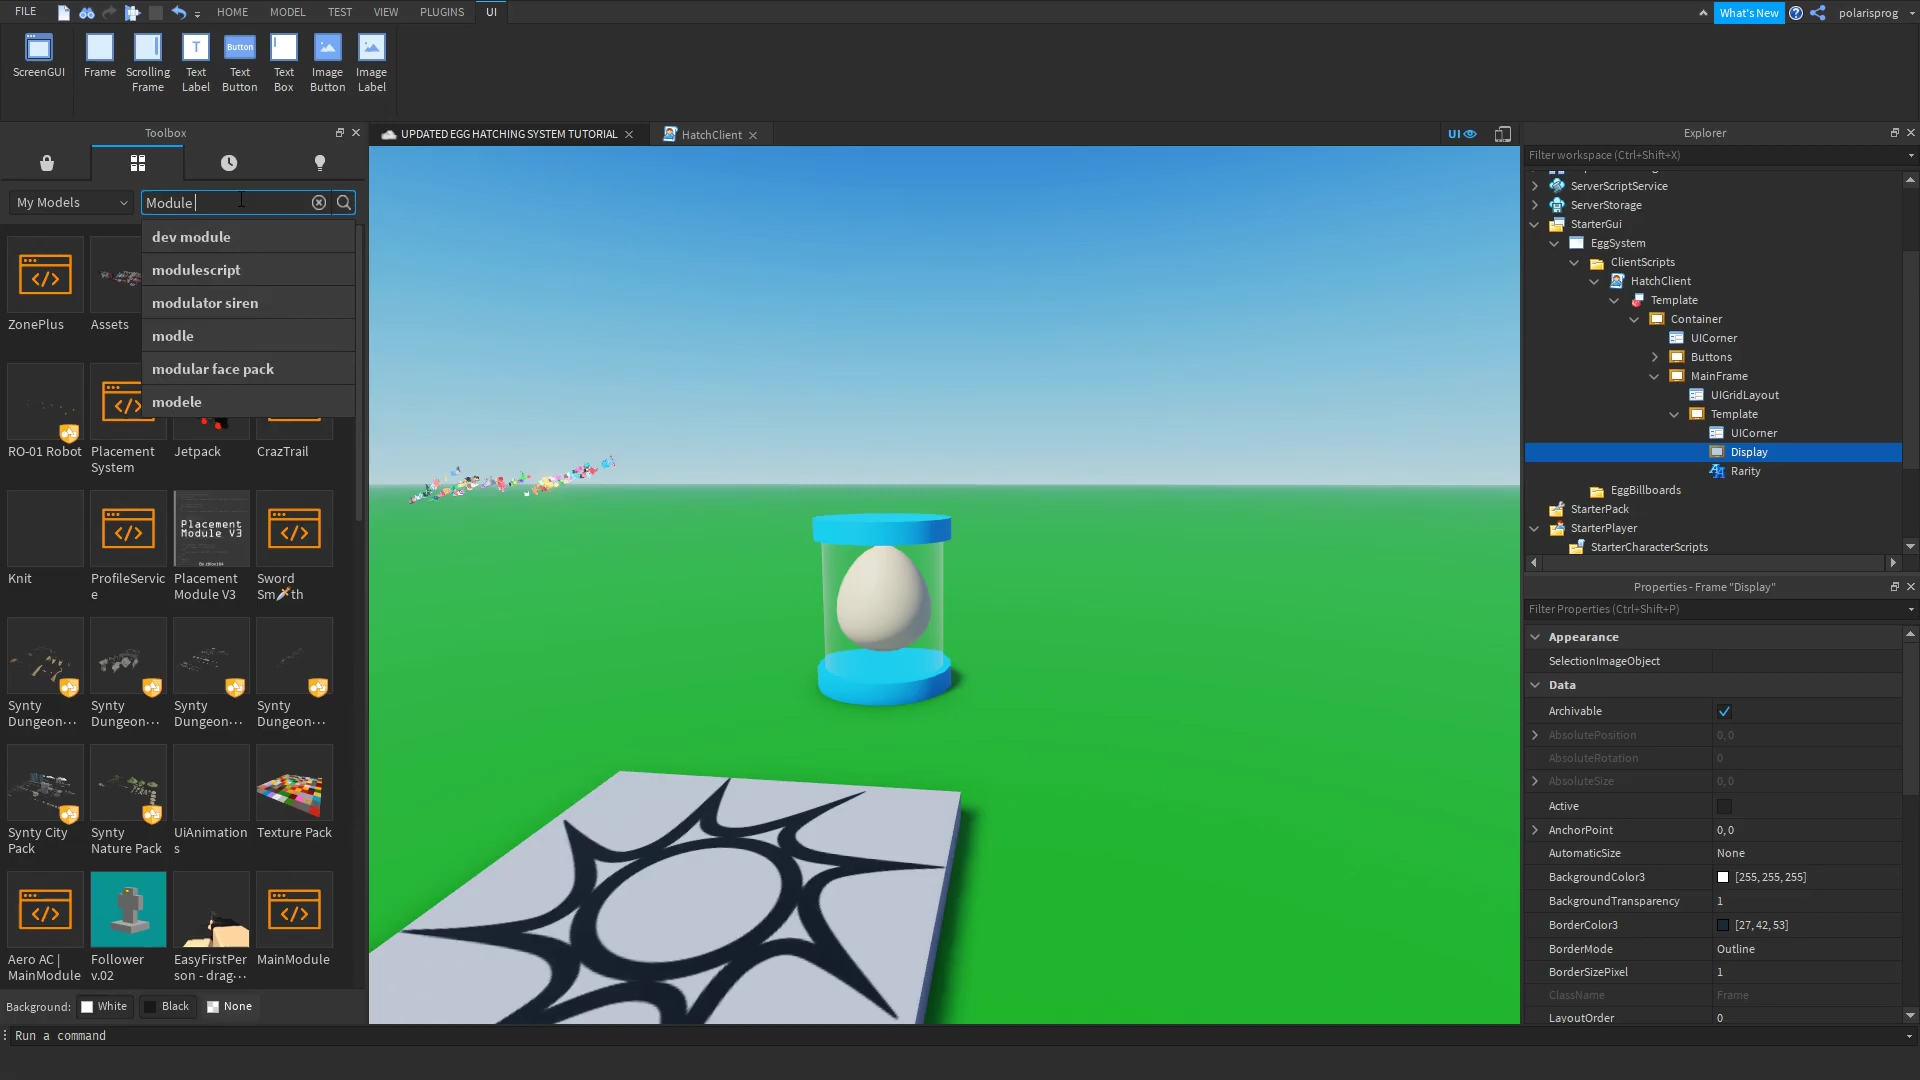 FILE
HOME
MODEL
TEST
VIEW
PLUGINS
UI
What's New
polarisprog
ScreenGUI
Frame
Scrolling
Frame
Text
Label
Button
Text
Button
Text
Box
Image
Button
Image
Label
Toolbox
UPDATED EGG HATCHING SYSTEM TUTORIAL
HatchClient
UI
My Models
Module
dev module
modulescript
modulator siren
modle
modular face pack
modele
ZonePlus
Assets
RO-01 Robot
Placement
System
Jetpack
CrazTrail
Placement
Module V3
Knit
ProfileServic
e
Placement
Module V3
Sword
Sm🗡th
Synty
Dungeon···
Synty
Dungeon···
Synty
Dungeon···
Synty
Dungeon···
Synty City
Pack
Synty
Nature Pack
UiAnimation
s
Texture Pack
Aero AC |
MainModule
Follower
v.02
EasyFirstPer
son - drag···
MainModule
Background:
White
Black
None
Run a command
Explorer
Filter workspace (Ctrl+Shift+X)
ServerScriptService
ServerStorage
StarterGui
EggSystem
ClientScripts
HatchClient
Template
Container
UICorner
Buttons
MainFrame
UIGridLayout
Template
UICorner
Display
Rarity
EggBillboards
StarterPack
StarterPlayer
StarterCharacterScripts
Properties - Frame "Display"
Filter Properties (Ctrl+Shift+P)
Appearance
SelectionImageObject
Data
Archivable
AbsolutePosition 0, 0
AbsoluteRotation 0
AbsoluteSize 0, 0
Active
AnchorPoint 0, 0
AutomaticSize None
BackgroundColor3 [255, 255, 255]
BackgroundTransparency 1
BorderColor3 [27, 42, 53]
BorderMode Outline
BorderSizePixel 1
ClassName Frame
LayoutOrder 0